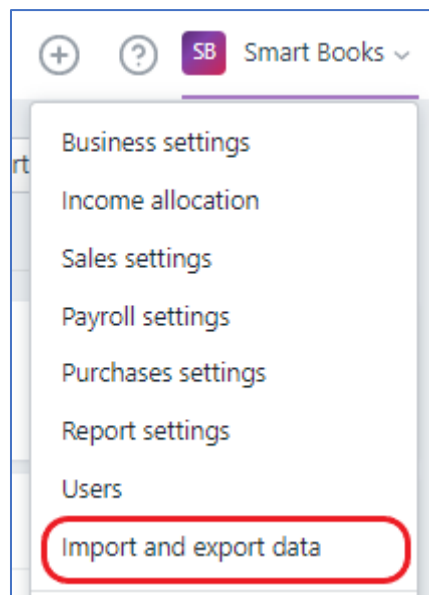 SB Smart Books
rt
Business settings
Income allocation
Sales settings
Payroll settings
Purchases settings
Report settings
Users
Import and export data